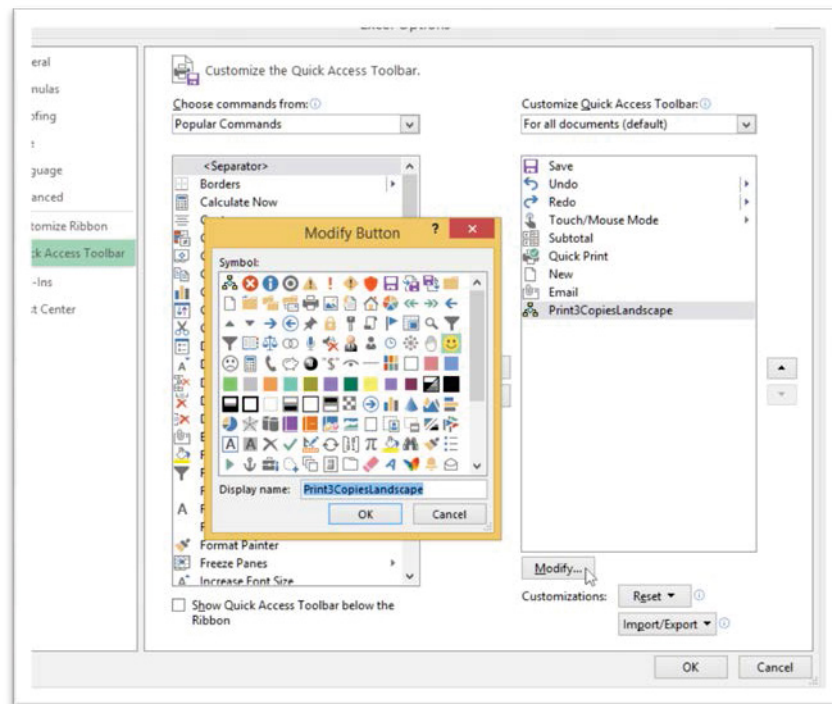 Excel Options
eral
rmulas
ofing
guage
anced
tomize Ribbon
ck Access Toolbar
-Ins
st Center
Customize the Quick Access Toolbar.
Choose commands from:
Popular Commands
<Separator>
Borders
Calculate Now
Format Painter
Freeze Panes
Increase Font Size
Show Quick Access Toolbar below the
Ribbon
Customize Quick Access Toolbar:
For all documents (default)
Save
Undo
Redo
Touch/Mouse Mode
Subtotal
Quick Print
New
Email
Print3CopiesLandscape
Modify...
Customizations:
Reset
Import/Export
OK
Cancel
Modify Button
?
Symbol:
Display name:
Print3CopiesLandscape
OK
Cancel